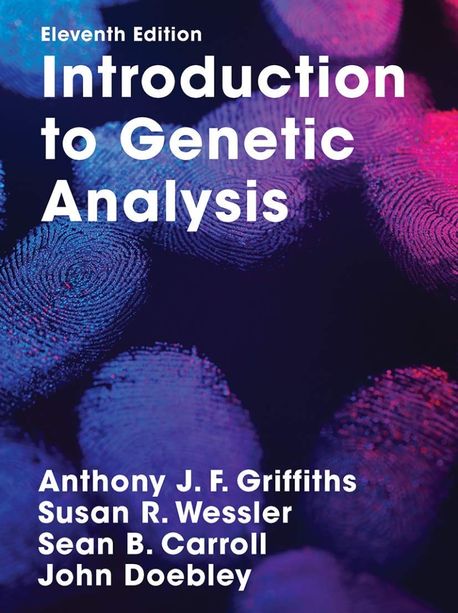 Eleventh Edition
Introduction
to Genetic
Analysis
Anthony J. F. Griffiths
Susan R. Wessler
Sean B. Carroll
John Doebley